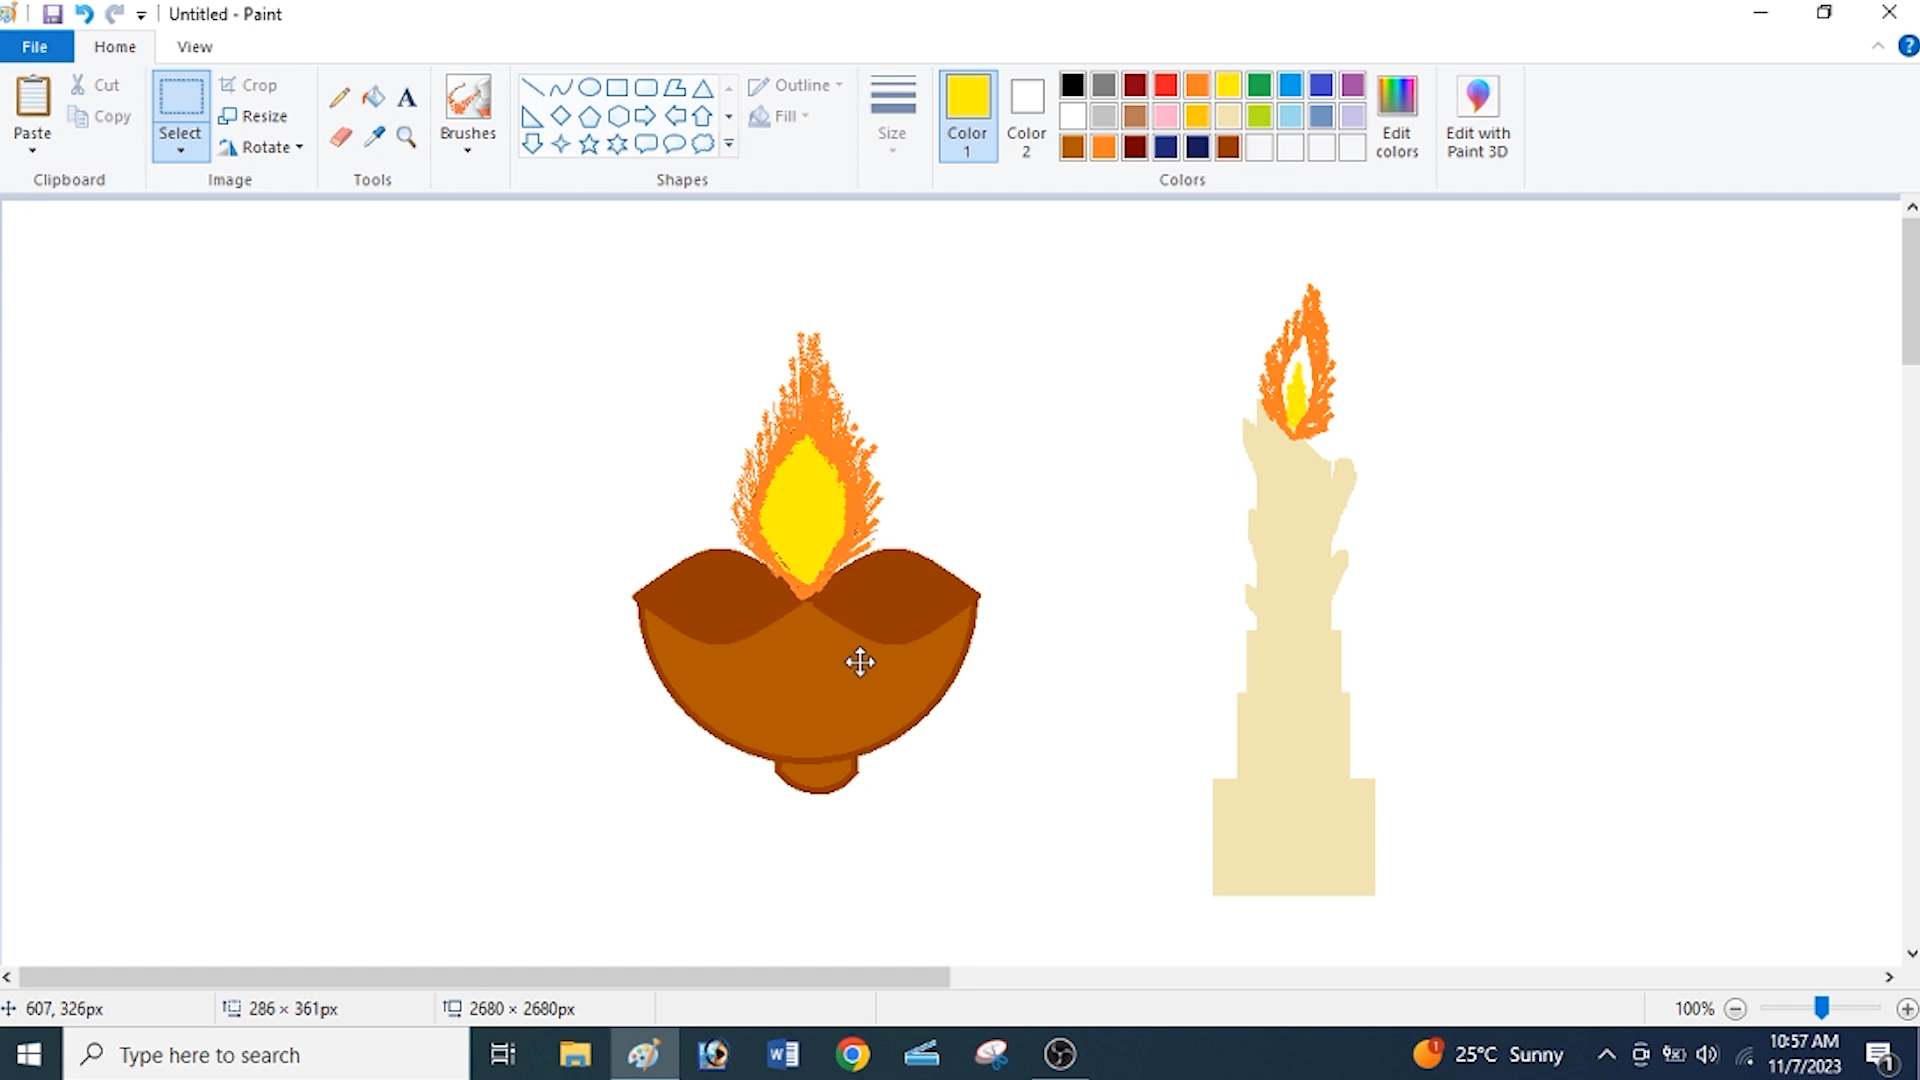 Untitled - Paint
File Home View
Paste
Cut
Copy
Clipboard
Select
Crop
Resize
Rotate
Image
A
Tools
Brushes
Shapes
Outline
Fill
Size
Color
1
Color
2
Edit
colors
Colors
Edit with
Paint 3D
607, 326px 286 × 361px 2680 × 2680px 100%
Type here to search
W
25°C Sunny
10:57 AM
11/7/2023